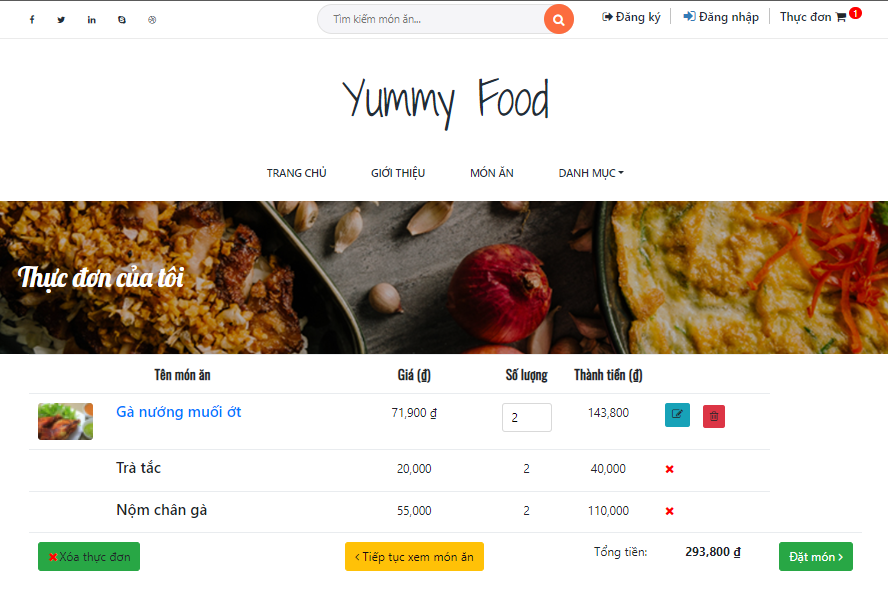 Tìm kiếm món ăn... Đăng ký Đăng nhập Thực đơn 1
Yummy Food
TRANG CHỦ GIỚI THIỆU MÓN ĂN DANH MỤC
Thực đơn của tôi
Tên món ăn Giá (₫) Số lượng Thành tiền (₫)
Gà nướng muối ớt 71,900 ₫ 2 143,800
Trà tắc 20,000 2 40,000
Nộm chân gà 55,000 2 110,000
Xóa thực đơn ‹ Tiếp tục xem món ăn Tổng tiền: 293,800 ₫ Đặt món ›